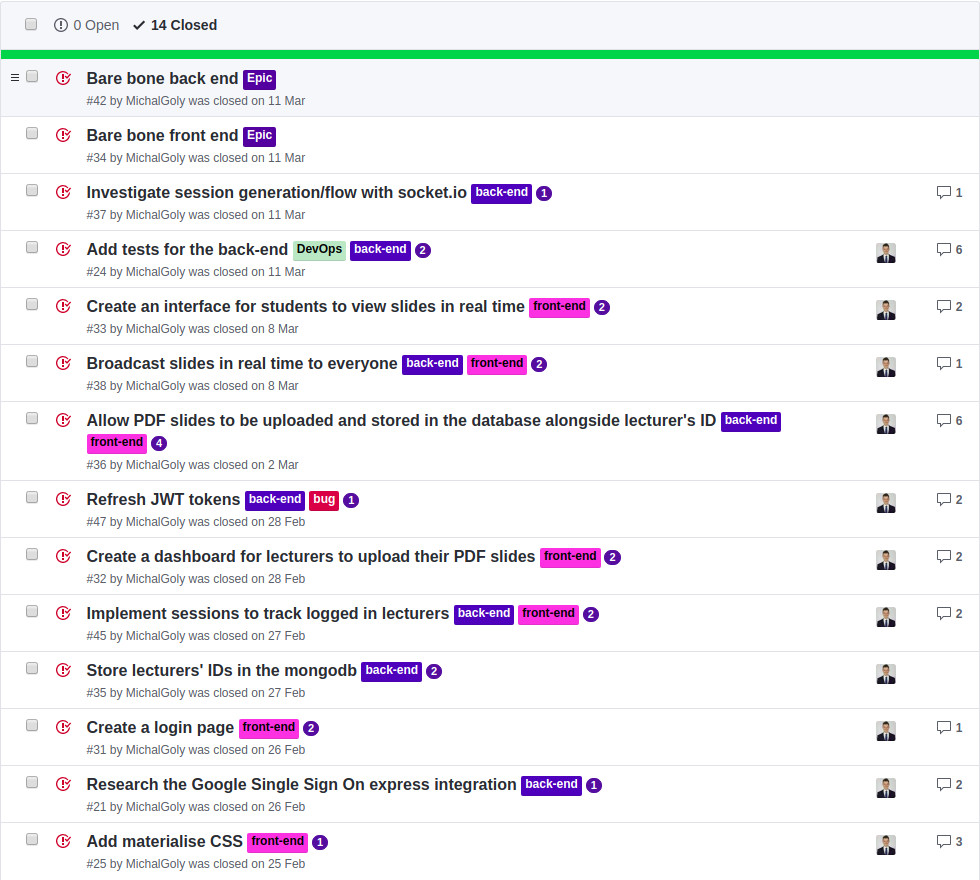 0 Open 14 Closed
Bare bone back end Epic
#42 by MichalGoly was closed on 11 Mar
Bare bone front end Epic
#34 by MichalGoly was closed on 11 Mar
Investigate session generation/flow with socket.io back-end 1 1
#37 by MichalGoly was closed on 11 Mar
Add tests for the back-end DevOps back-end 2 6
#24 by MichalGoly was closed on 11 Mar
Create an interface for students to view slides in real time front-end 2 2
#33 by MichalGoly was closed on 8 Mar
Broadcast slides in real time to everyone back-end front-end 2 1
#38 by MichalGoly was closed on 8 Mar
Allow PDF slides to be uploaded and stored in the database alongside lecturer's ID back-end 6
front-end 4
#36 by MichalGoly was closed on 2 Mar
Refresh JWT tokens back-end bug 1 2
#47 by MichalGoly was closed on 28 Feb
Create a dashboard for lecturers to upload their PDF slides front-end 2 2
#32 by MichalGoly was closed on 28 Feb
Implement sessions to track logged in lecturers back-end front-end 2 2
#45 by MichalGoly was closed on 27 Feb
Store lecturers' IDs in the mongodb back-end 2
#35 by MichalGoly was closed on 27 Feb
Create a login page front-end 2 1
#31 by MichalGoly was closed on 26 Feb
Research the Google Single Sign On express integration back-end 1 2
#21 by MichalGoly was closed on 26 Feb
Add materialise CSS front-end 1 3
#25 by MichalGoly was closed on 25 Feb